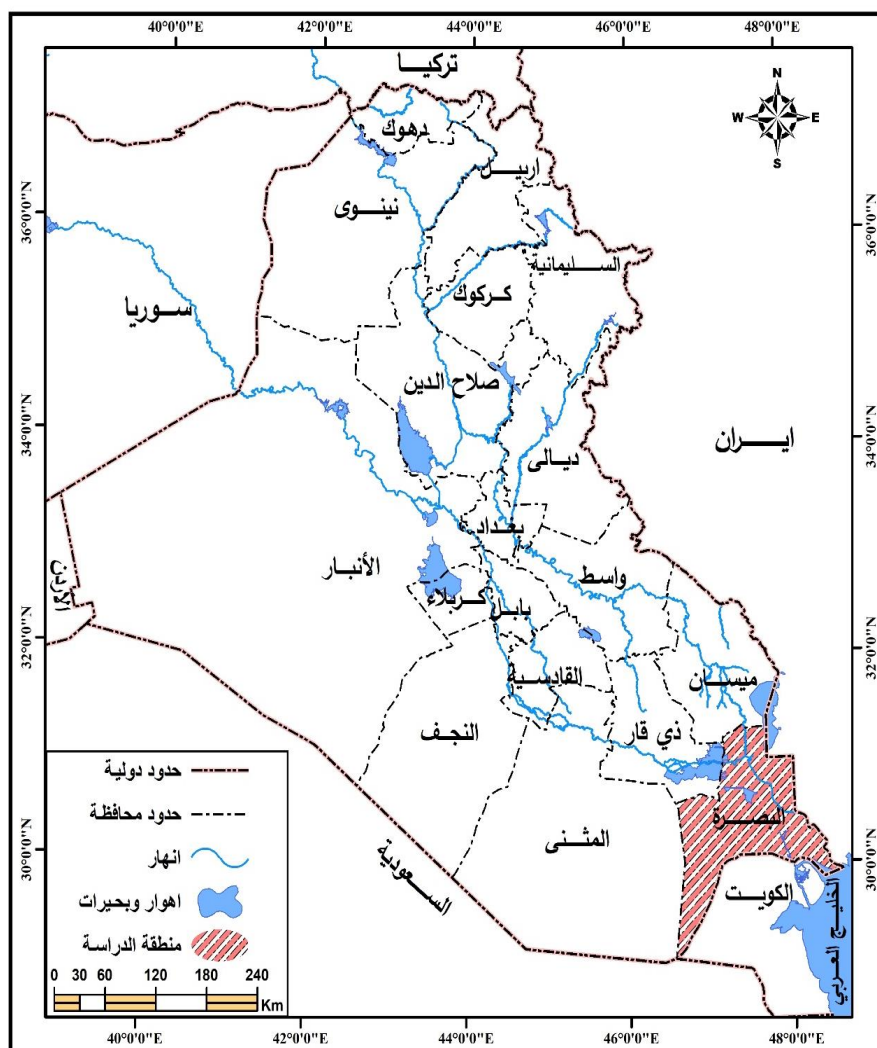 40°0'0"E 42°0'0"E 44°0'0"E 46°0'0"E 48°0'0"E
تركيا
N
W E
S
دهوك
اربيل
نينوى
36°0'0"N 36°0'0"N
السليمانية
كركوك
سوريا
صلاح الدين
34°0'0"N 34°0'0"N
ايران
ديالى
بغداد
الأنبار
واسط
الأردن
كربلاء
بابل
32°0'0"N 32°0'0"N
القادسية
ميسان
النجف
ذي قار
البصرة
المثنى
30°0'0"N 30°0'0"N
السعودية
الكويت
الخليج العربي
حدود دولية
حدود محافظة
انهار
اهوار وبحيرات
منطقة الدراسة
0 30 60 120 180 240
Km
40°0'0"E 42°0'0"E 44°0'0"E 46°0'0"E 48°0'0"E